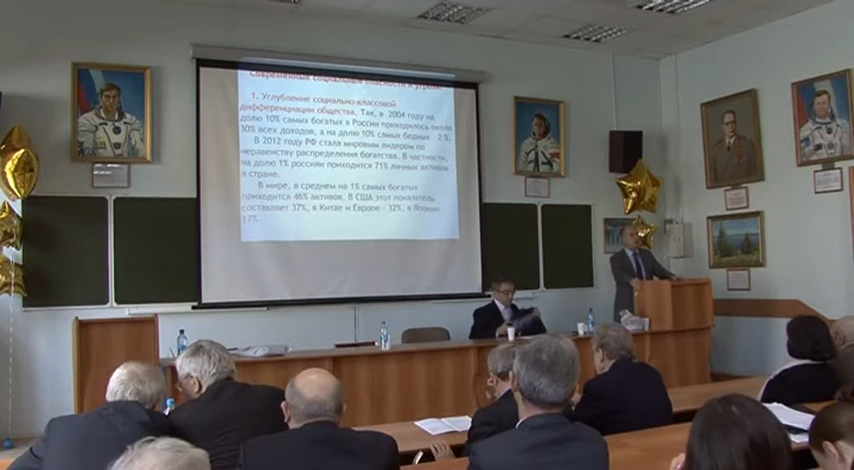 Современные социальные опасности и угрозы
1. Углубление социально-классовой
дифференциации общества. Так, в 2004 году на
долю 10% самых богатых в России приходилось около
30% всех доходов, а на долю 10% самых бедных - 2 %.
В 2012 году РФ стала мировым лидером по
неравенству распределения богатства. В частности,
на долю 1% россиян приходится 71% личных активов
в стране.
В мире, в среднем на 1% самых богатых
приходится 46% активов. В США этот показатель
составляет 37%, в Китае и Европе - 32%, в Японии
17%.